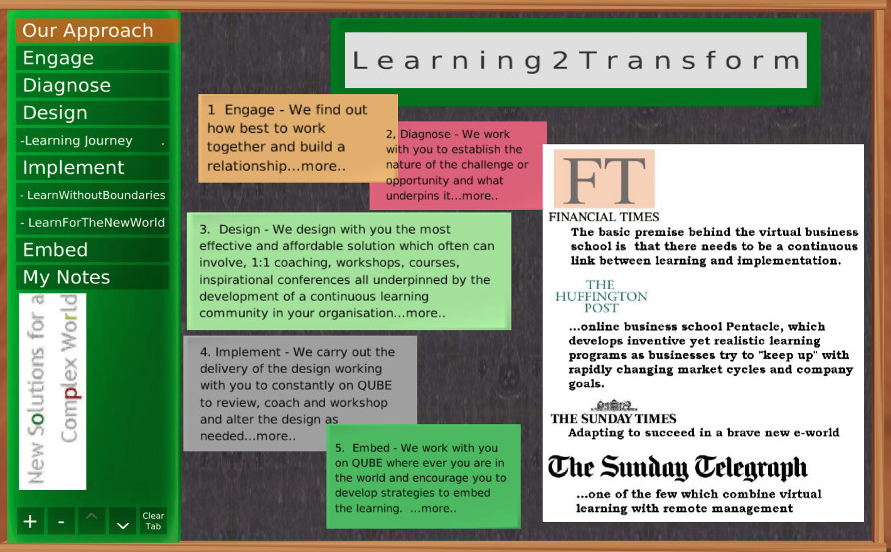 Our Approach
Engage
Diagnose
Design
-Learning Journey .
Implement
- LearnWithoutBoundaries
- LearnForTheNewWorld
Embed
My Notes
New Solutions for a
Complex World
+ - Clear
Tab
Learning2Transform
1 Engage - We find out
how best to work
together and build a
relationship...more..
2, Diagnose - We work
with you to establish the
nature of the challenge or
opportunity and what
underpins it...more..
3. Design - We design with you the most
effective and affordable solution which often can
involve, 1:1 coaching, workshops, courses,
inspirational conferences all underpinned by the
development of a continuous learning
community in your organisation...more..
4. Implement - We carry out the
delivery of the design working
with you to constantly on QUBE
to review, coach and workshop
and alter the design as
needed...more..
5. Embed - We work with you
on QUBE where ever you are in
the world and encourage you to
develop strategies to embed
the learning. ...more..
FT
FINANCIAL TIMES
The basic premise behind the virtual business
school is that there needs to be a continuous
link between learning and implementation.
THE
HUFFINGTON
POST
...online business school Pentacle, which
develops inventive yet realistic learning
programs as businesses try to "keep up" with
rapidly changing market cycles and company
goals.
THE SUNDAY TIMES
Adapting to succeed in a brave new e-world
The Sunday Telegraph
...one of the few which combine virtual
learning with remote management